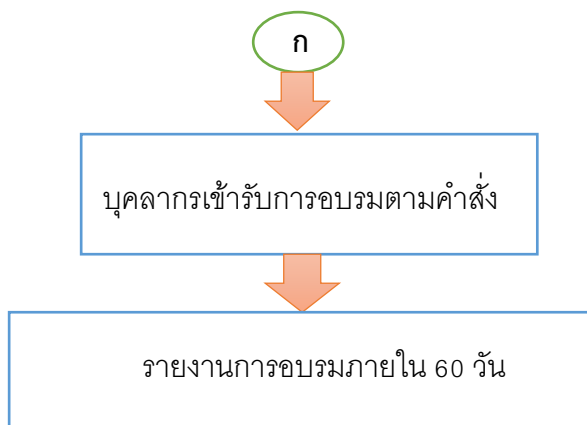 ก
บุคลากรเข้ารับการอบรมตามคำสั่ง
รายงานการอบรมภายใน 60 วัน